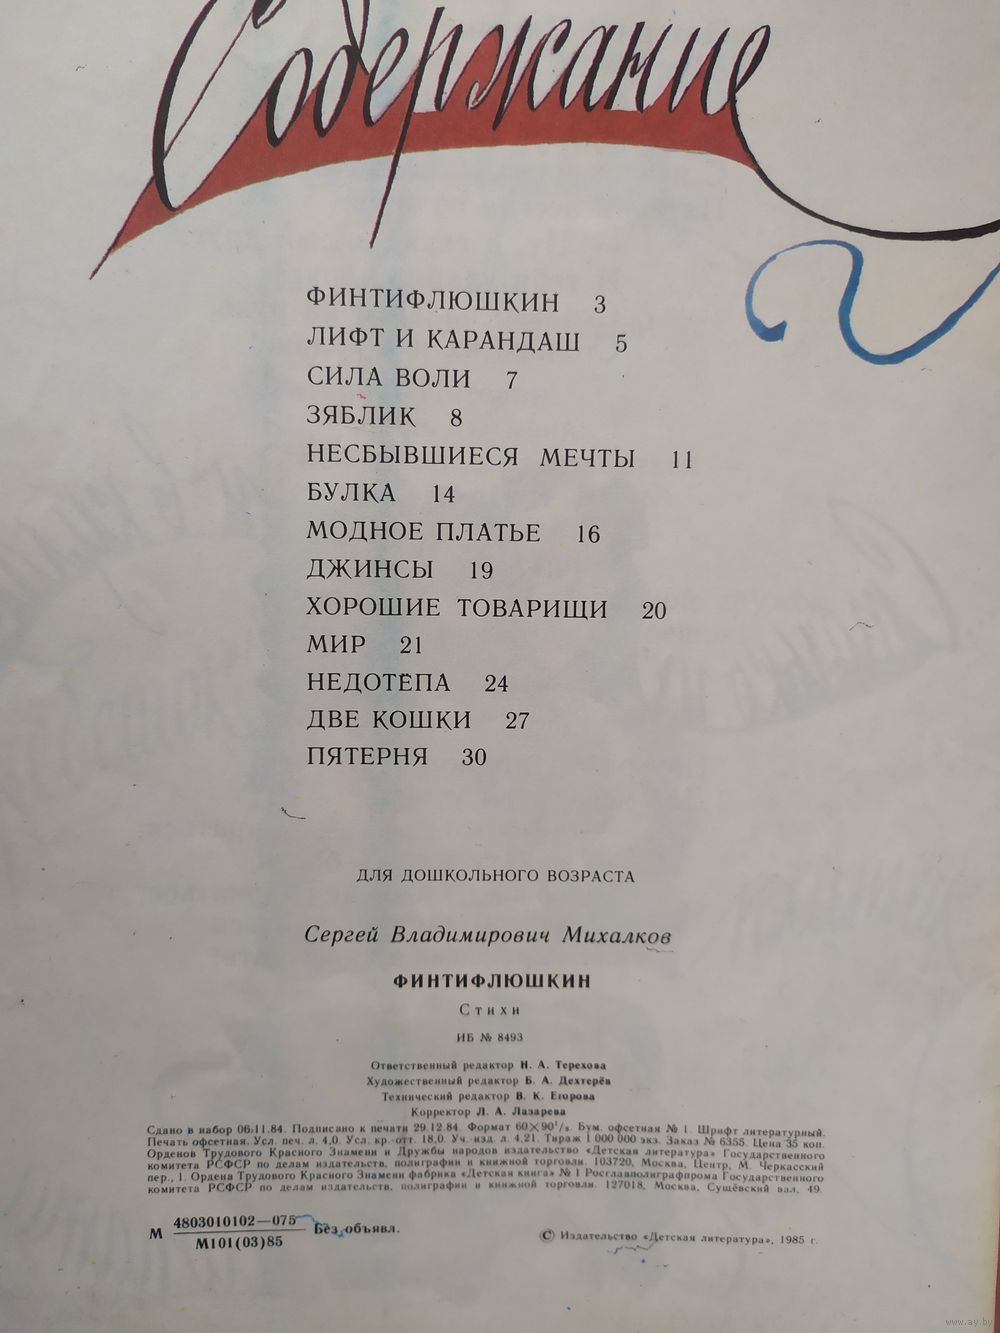 Содержание
ФИНТИФЛЮШКИН 3
ЛИФТ И КАРАНДАШ 5
СИЛА ВОЛИ 7
ЗЯБЛИК 8
НЕСБЫВШИЕСЯ МЕЧТЫ 11
БУЛКА 14
МОДНОЕ ПЛАТЬЕ 16
ДЖИНСЫ 19
ХОРОШИЕ ТОВАРИЩИ 20
МИР 21
НЕДОТЁПА 24
ДВЕ КОШКИ 27
ПЯТЕРНЯ 30
ДЛЯ ДОШКОЛЬНОГО ВОЗРАСТА
Сергей Владимирович Михалков
ФИНТИФЛЮШКИН
Стихи
ИБ № 8493
Ответственный редактор Н. А. Терехова
Художественный редактор Б. А. Дехтерёв
Технический редактор В. К. Егорова
Корректор Л. А. Лазарева
Сдано в набор 06.11.84. Подписано к печати 29.12.84. Формат 60×90¹/₈. Бум. офсетная № 1. Шрифт литературный.
Печать офсетная. Усл. печ. л. 4,0. Усл. кр.-отт. 18,0. Уч.-изд. л. 4,21. Тираж 1 000 000 экз. Заказ № 6355. Цена 35 коп.
Орденов Трудового Красного Знамени и Дружбы народов издательство «Детская литература» Государственного
комитета РСФСР по делам издательств, полиграфии и книжной торговли. 103720, Москва, Центр, М. Черкасский
пер., 1. Ордена Трудового Красного Знамени фабрика «Детская книга» № 1 Росглавполиграфпрома Государственного
комитета РСФСР по делам издательств, полиграфии и книжной торговли. 127018, Москва, Сущёвский вал, 49.
М 4803010102—075 Без объявл.
М101(03)85
© Издательство «Детская литература», 1985 г.
www.ay.by